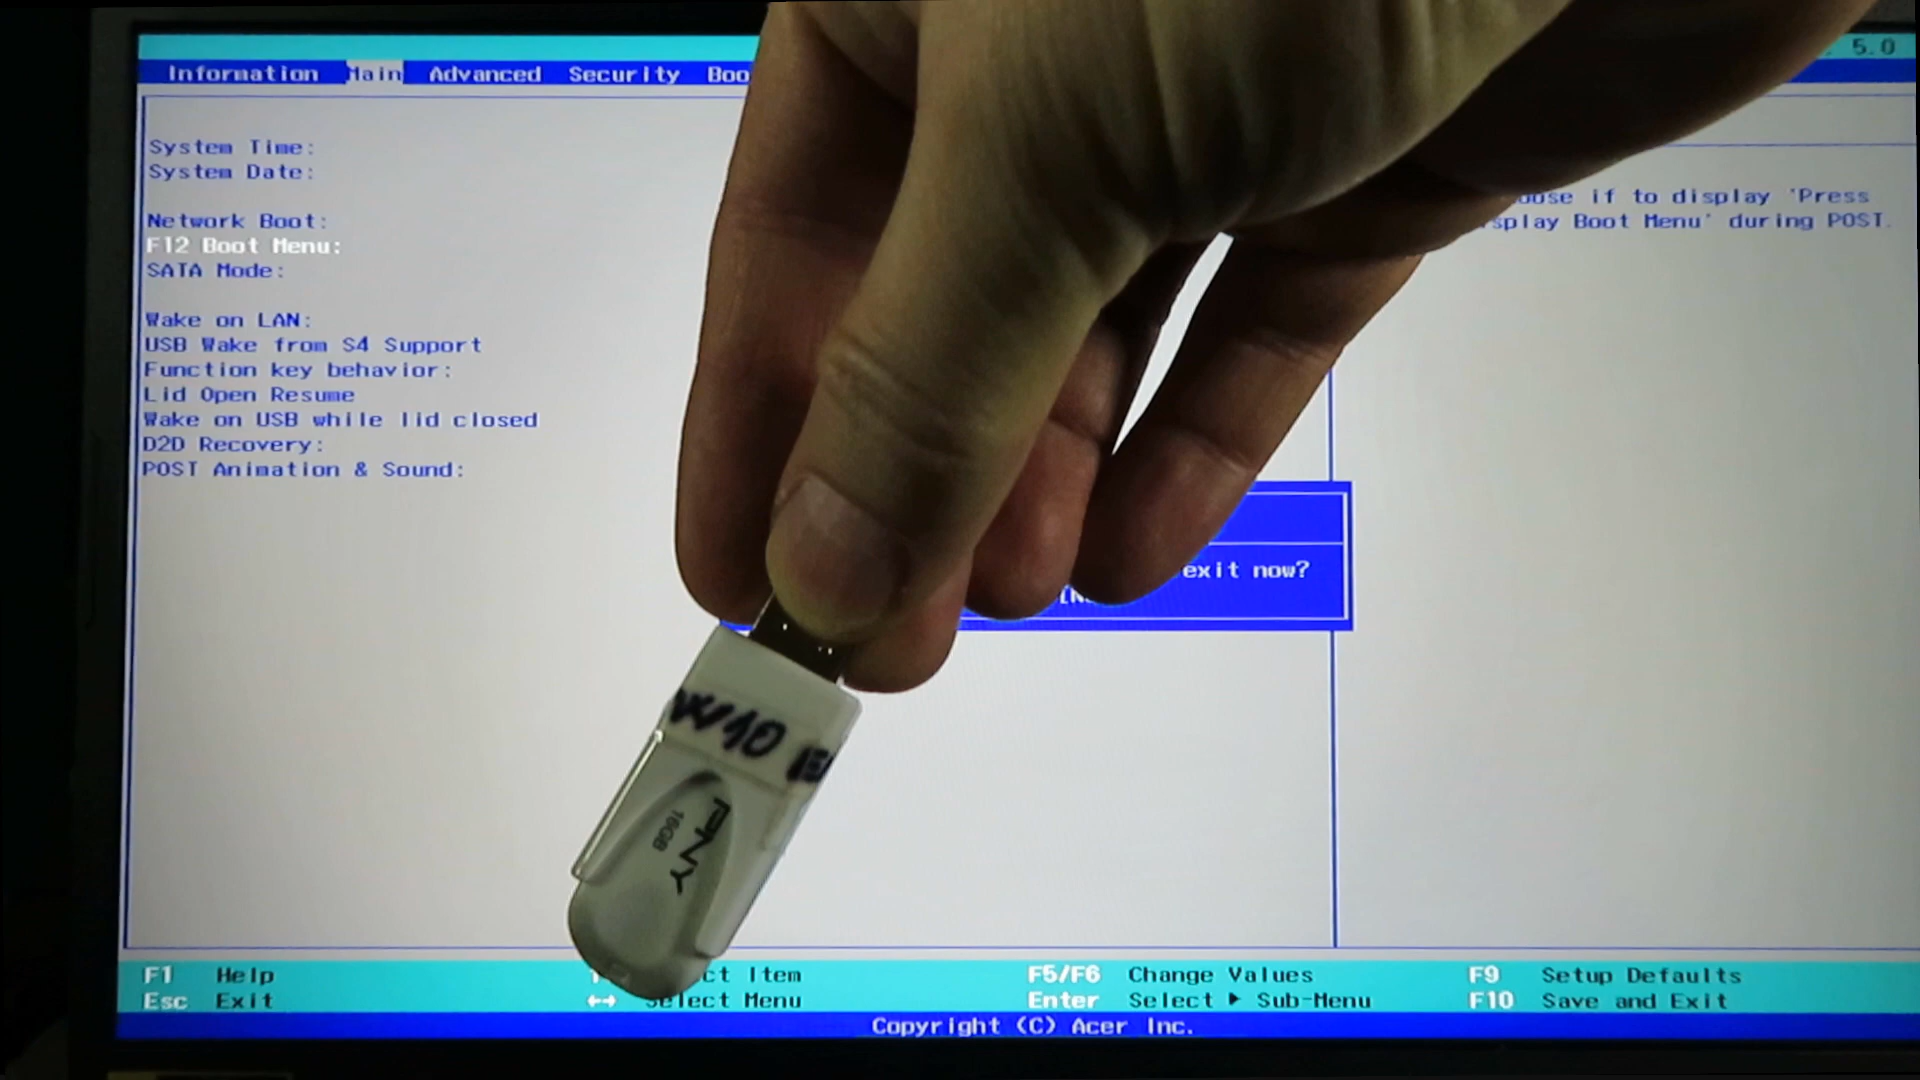 5.0
Information Main Advanced Security
System Time:
System Date:
Network Boot:
F12 Boot Menu:
SATA Mode:
Wake on LAN:
USB Wake from S4 Support
Function key behavior:
Lid Open Resume
Wake on USB while lid closed
D2D Recovery:
POST Animation & Sound:
if to display 'Press
Boot Menu' during POST.
exit now?
W10
PNY
16GB
F1 Help Item F5/F6 Change Values F9 Setup Defaults
Esc Exit ↔ Select Menu Enter Select ▶ Sub-Menu F10 Save and Exit
Copyright (C) Acer Inc.